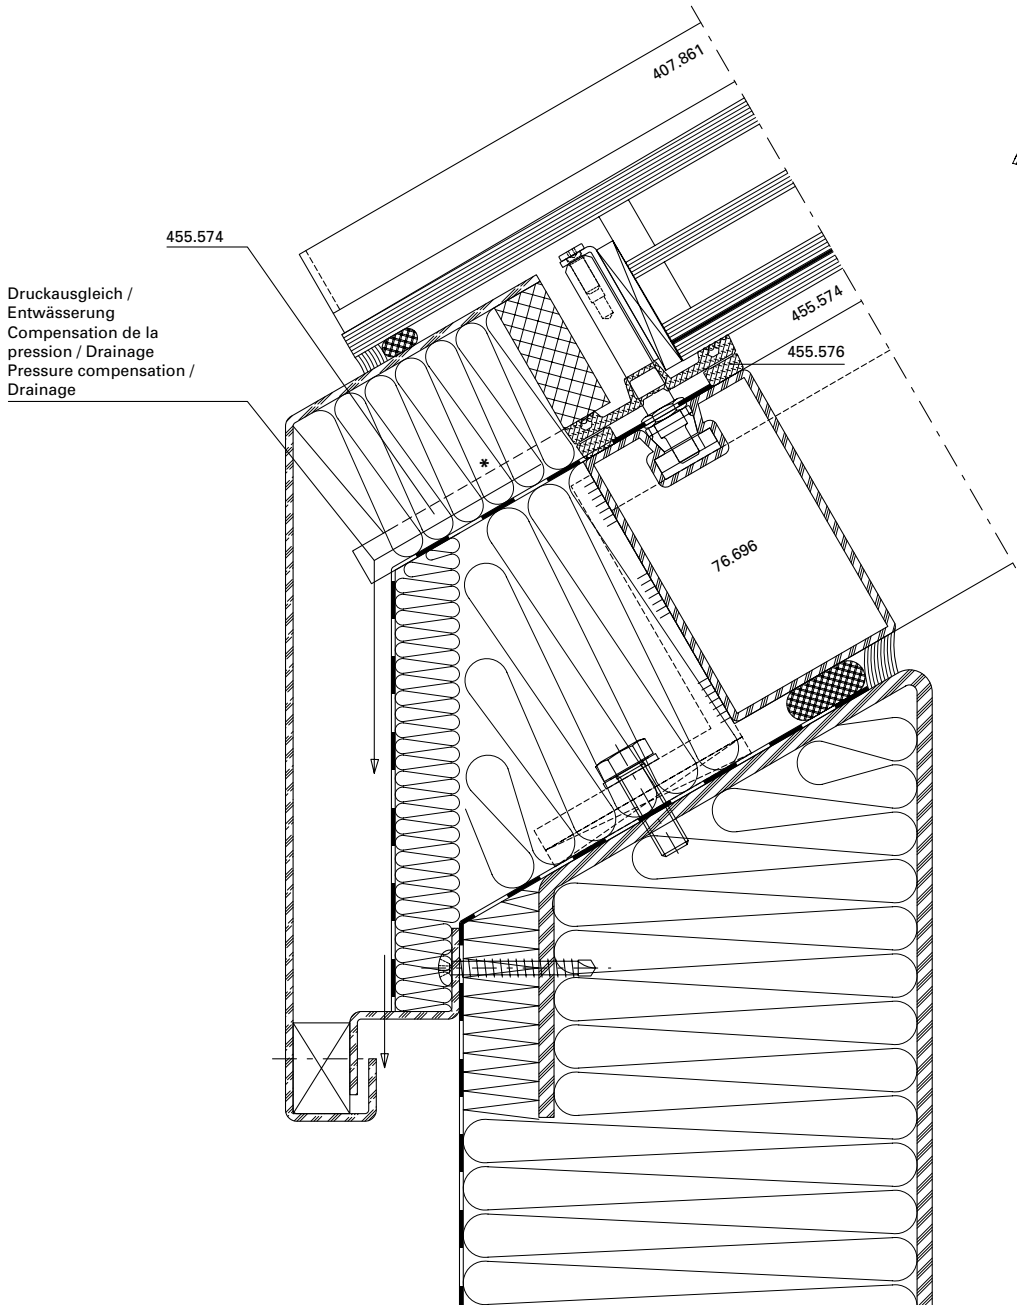 407.861
455.574
Druckausgleich /
Entwässerung
Compensation de la
pression / Drainage
Pressure compensation /
Drainage
455.574
455.576
*
76.696